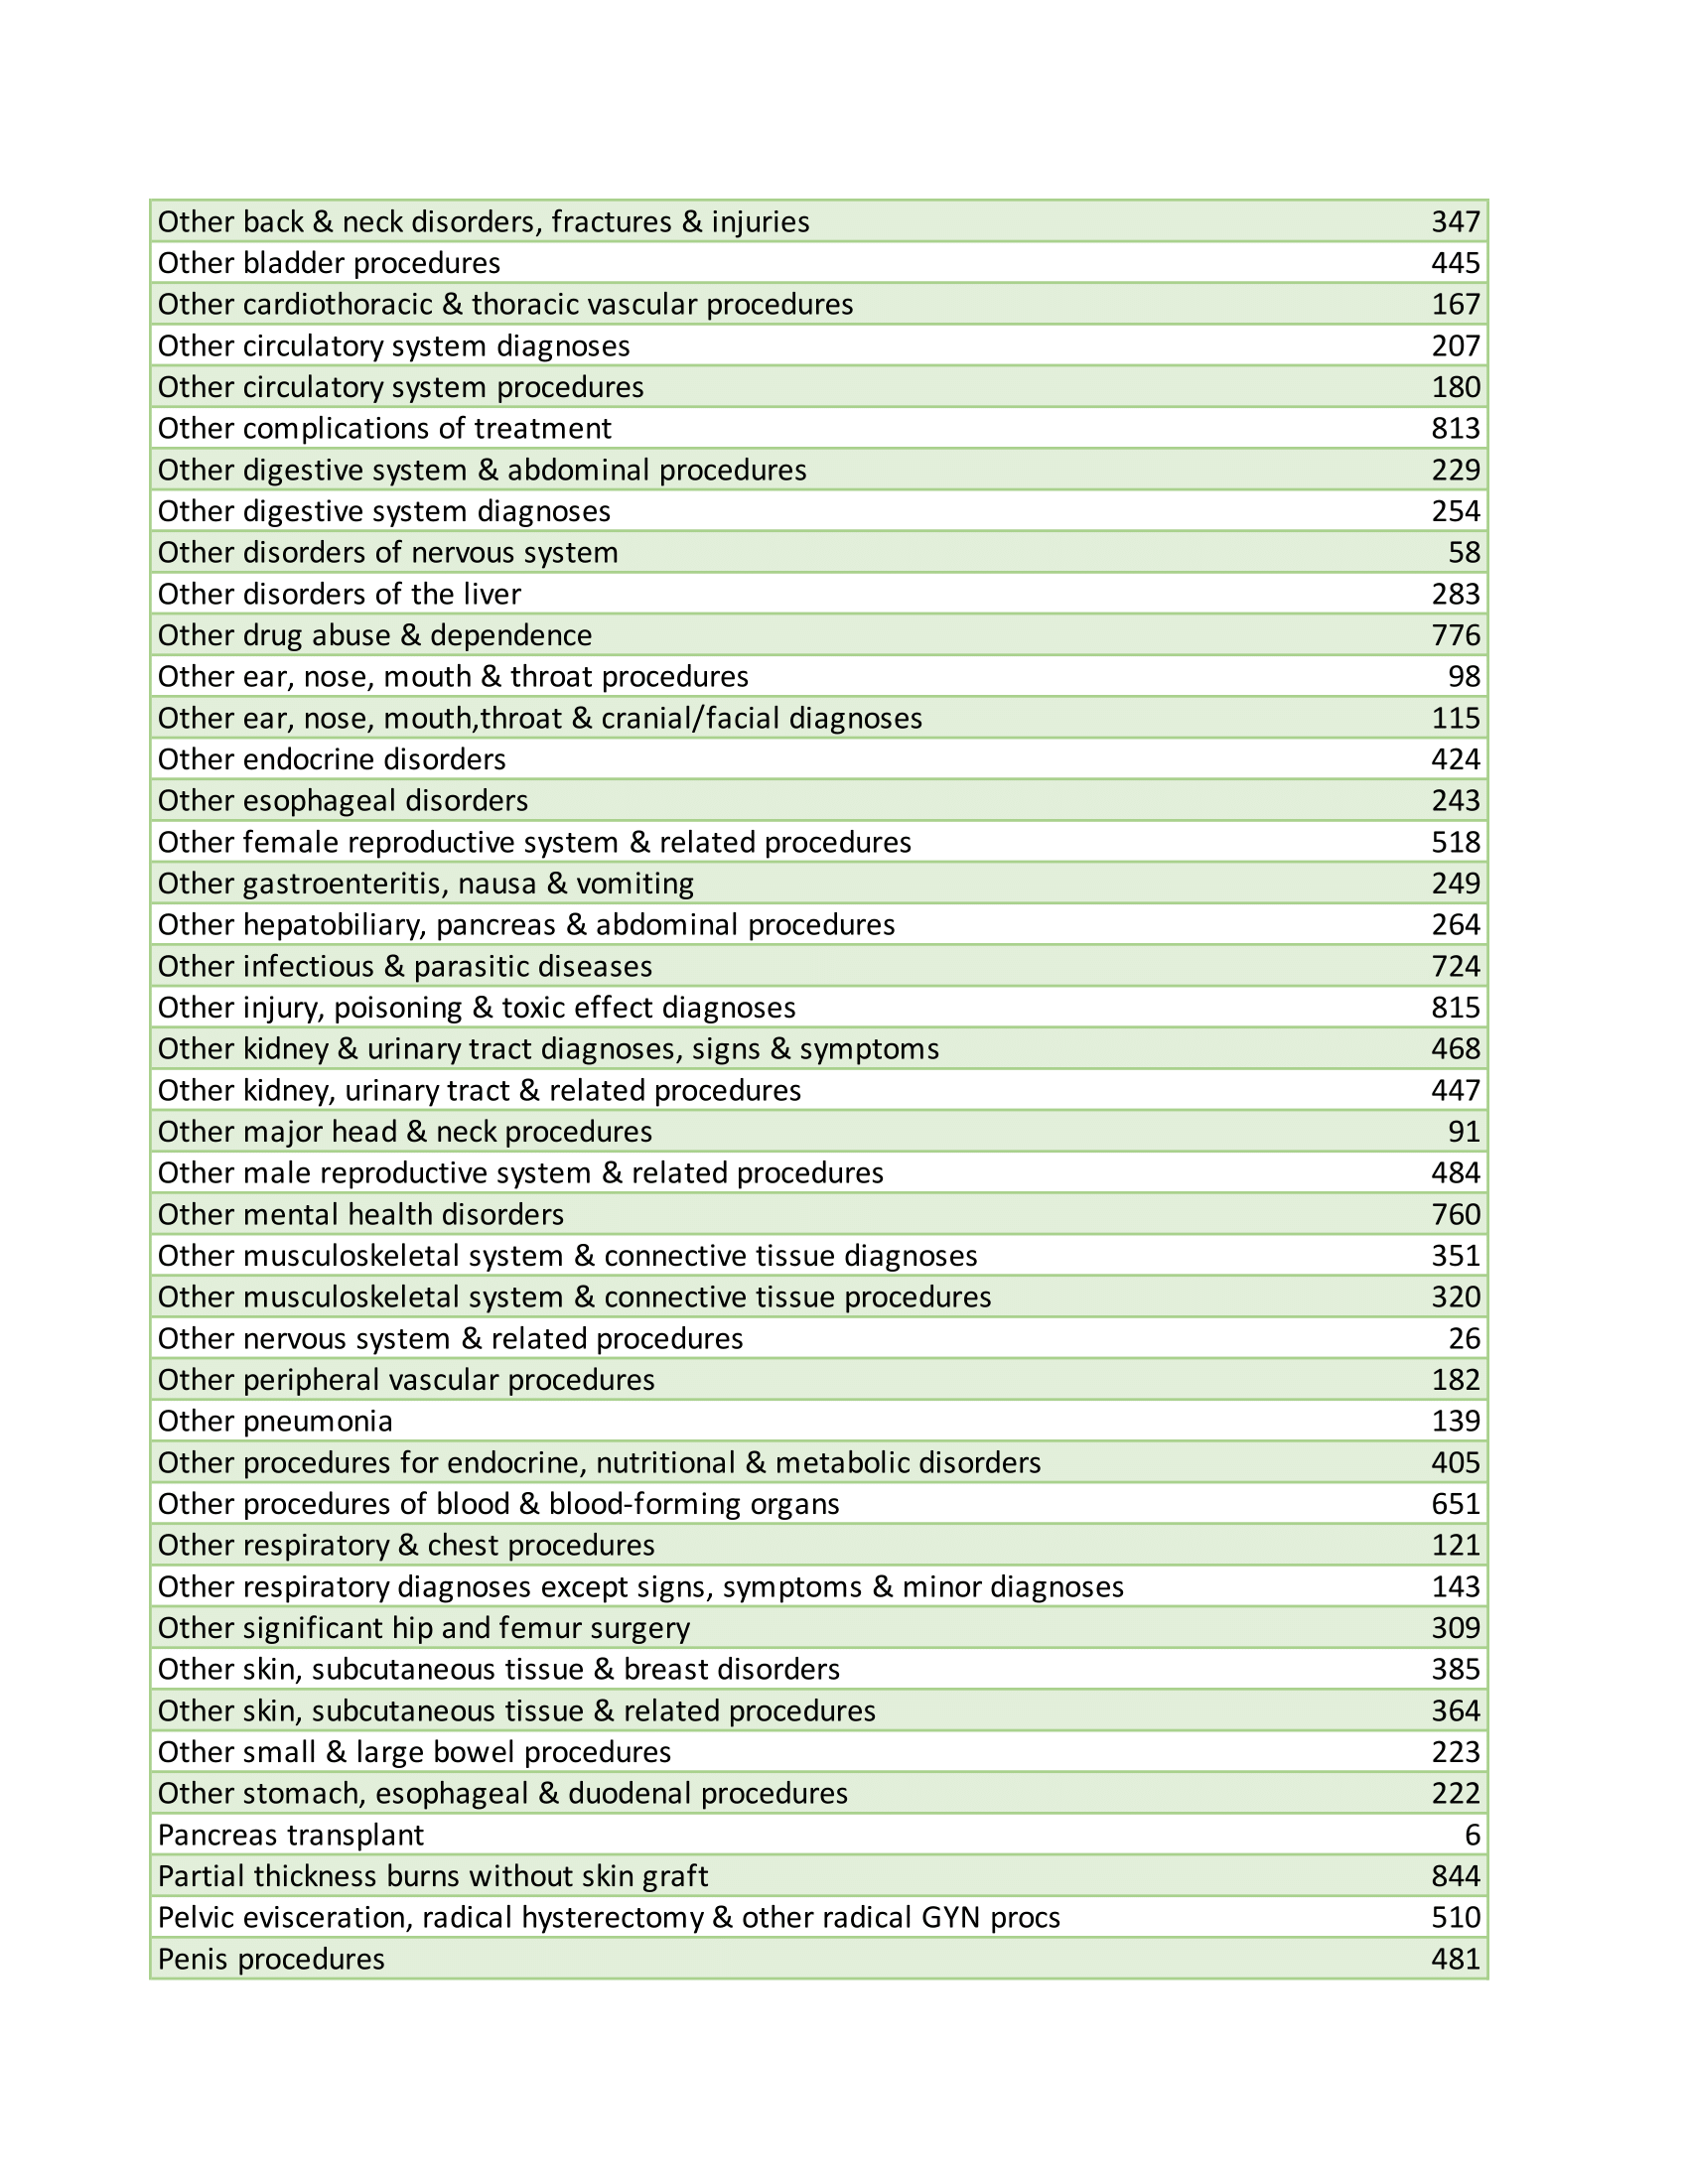 Other back & neck disorders, fractures & injuries 347
Other bladder procedures 445
Other cardiothoracic & thoracic vascular procedures 167
Other circulatory system diagnoses 207
Other circulatory system procedures 180
Other complications of treatment 813
Other digestive system & abdominal procedures 229
Other digestive system diagnoses 254
Other disorders of nervous system 58
Other disorders of the liver 283
Other drug abuse & dependence 776
Other ear, nose, mouth & throat procedures 98
Other ear, nose, mouth,throat & cranial/facial diagnoses 115
Other endocrine disorders 424
Other esophageal disorders 243
Other female reproductive system & related procedures 518
Other gastroenteritis, nausa & vomiting 249
Other hepatobiliary, pancreas & abdominal procedures 264
Other infectious & parasitic diseases 724
Other injury, poisoning & toxic effect diagnoses 815
Other kidney & urinary tract diagnoses, signs & symptoms 468
Other kidney, urinary tract & related procedures 447
Other major head & neck procedures 91
Other male reproductive system & related procedures 484
Other mental health disorders 760
Other musculoskeletal system & connective tissue diagnoses 351
Other musculoskeletal system & connective tissue procedures 320
Other nervous system & related procedures 26
Other peripheral vascular procedures 182
Other pneumonia 139
Other procedures for endocrine, nutritional & metabolic disorders 405
Other procedures of blood & blood-forming organs 651
Other respiratory & chest procedures 121
Other respiratory diagnoses except signs, symptoms & minor diagnoses 143
Other significant hip and femur surgery 309
Other skin, subcutaneous tissue & breast disorders 385
Other skin, subcutaneous tissue & related procedures 364
Other small & large bowel procedures 223
Other stomach, esophageal & duodenal procedures 222
Pancreas transplant 6
Partial thickness burns without skin graft 844
Pelvic evisceration, radical hysterectomy & other radical GYN procs 510
Penis procedures 481